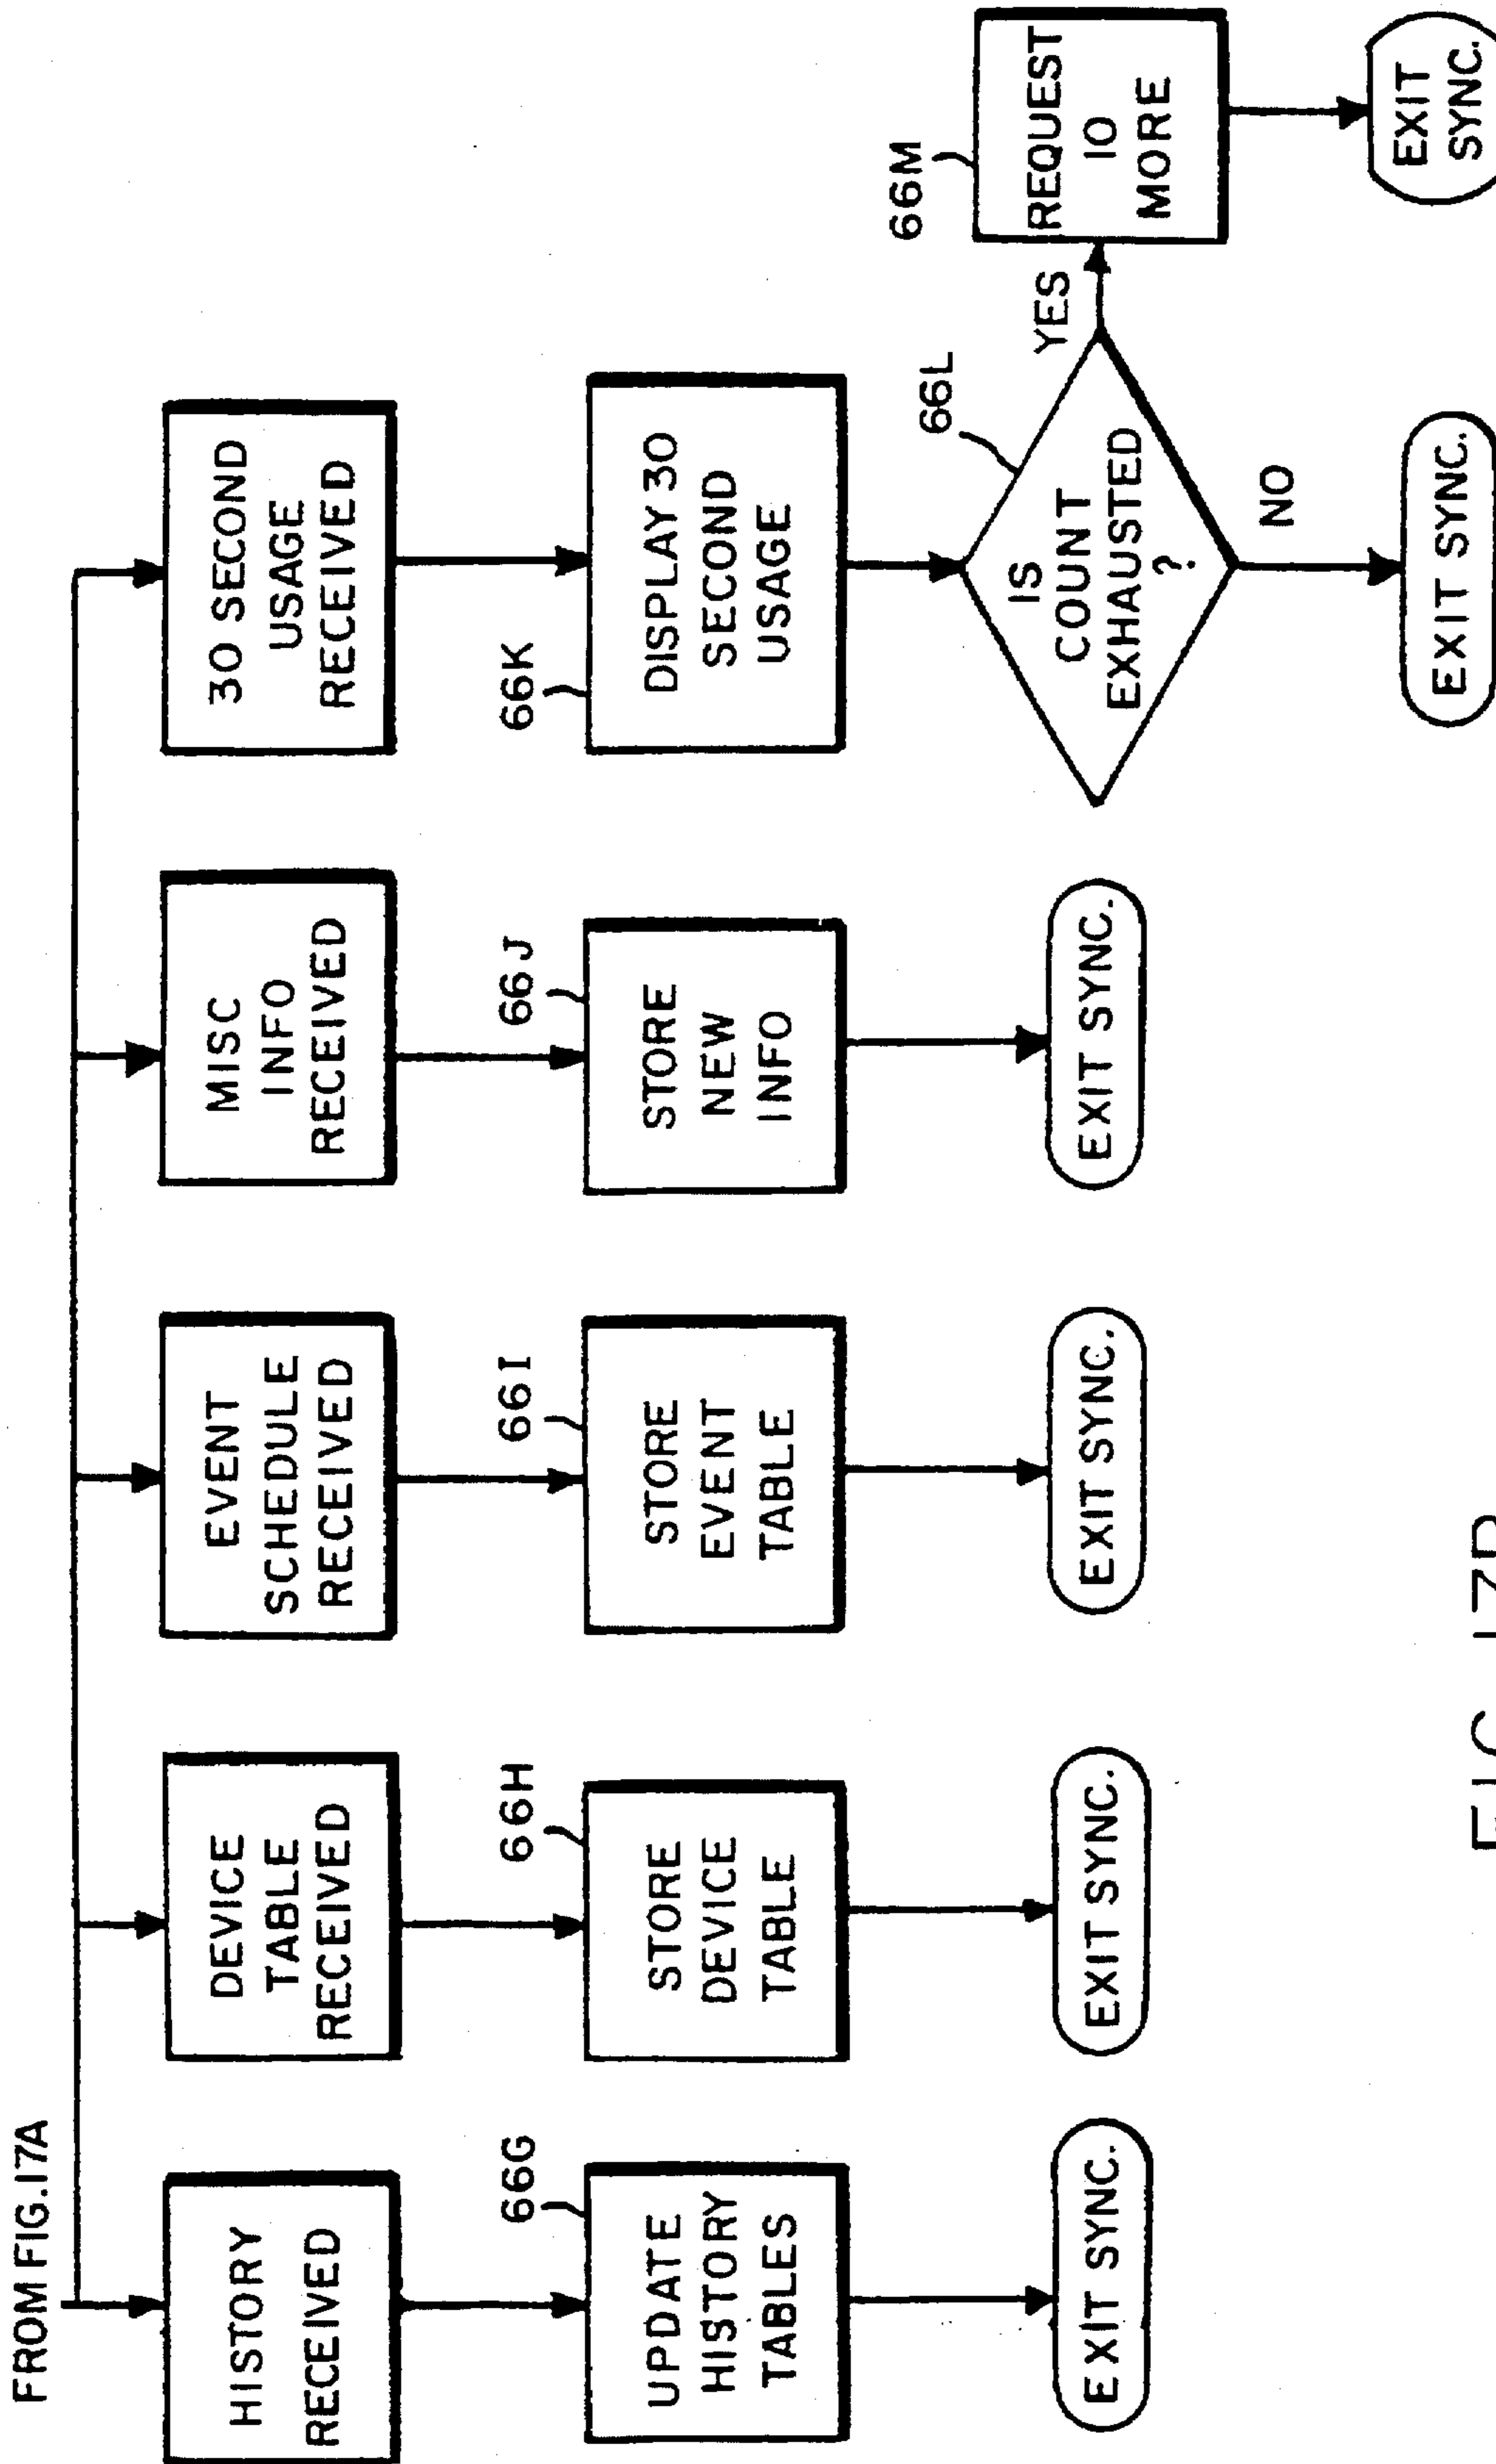 FROM FIG.17A
HISTORY
RECEIVED
66G
UPDATE
HISTORY
TABLES
EXIT SYNC.
DEVICE
TABLE
RECEIVED
66H
STORE
DEVICE
TABLE
EXIT SYNC.
EVENT
SCHEDULE
RECEIVED
66I
STORE
EVENT
TABLE
EXIT SYNC.
MISC
INFO
RECEIVED
66J
STORE
NEW
INFO
EXIT SYNC.
30 SECOND
USAGE
RECEIVED
66K
DISPLAY 30
SECOND
USAGE
66L
IS
COUNT
EXHAUSTED
?
YES
NO
EXIT SYNC.
66M
REQUEST
10
MORE
EXIT
SYNC.